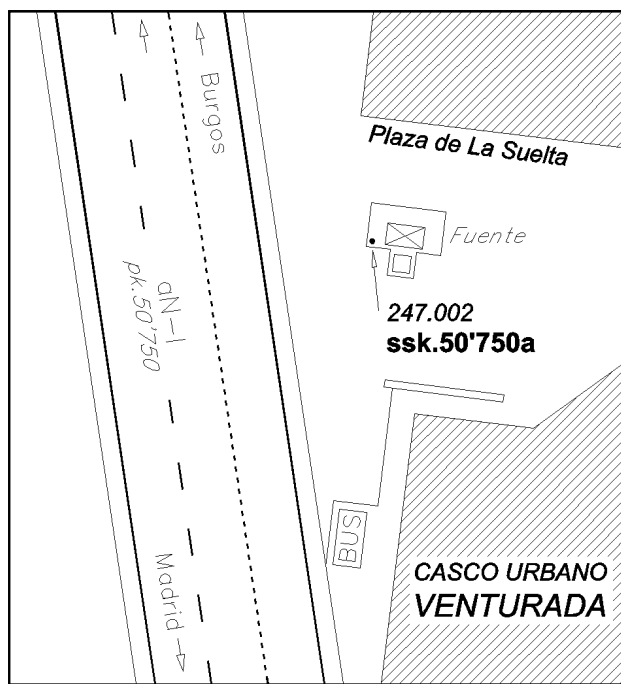 Burgos
Plaza de La Suelta
Fuente
aN-I
pk.50'750
247.002
ssk.50'750a
BUS
Madrid
CASCO URBANO
VENTURADA